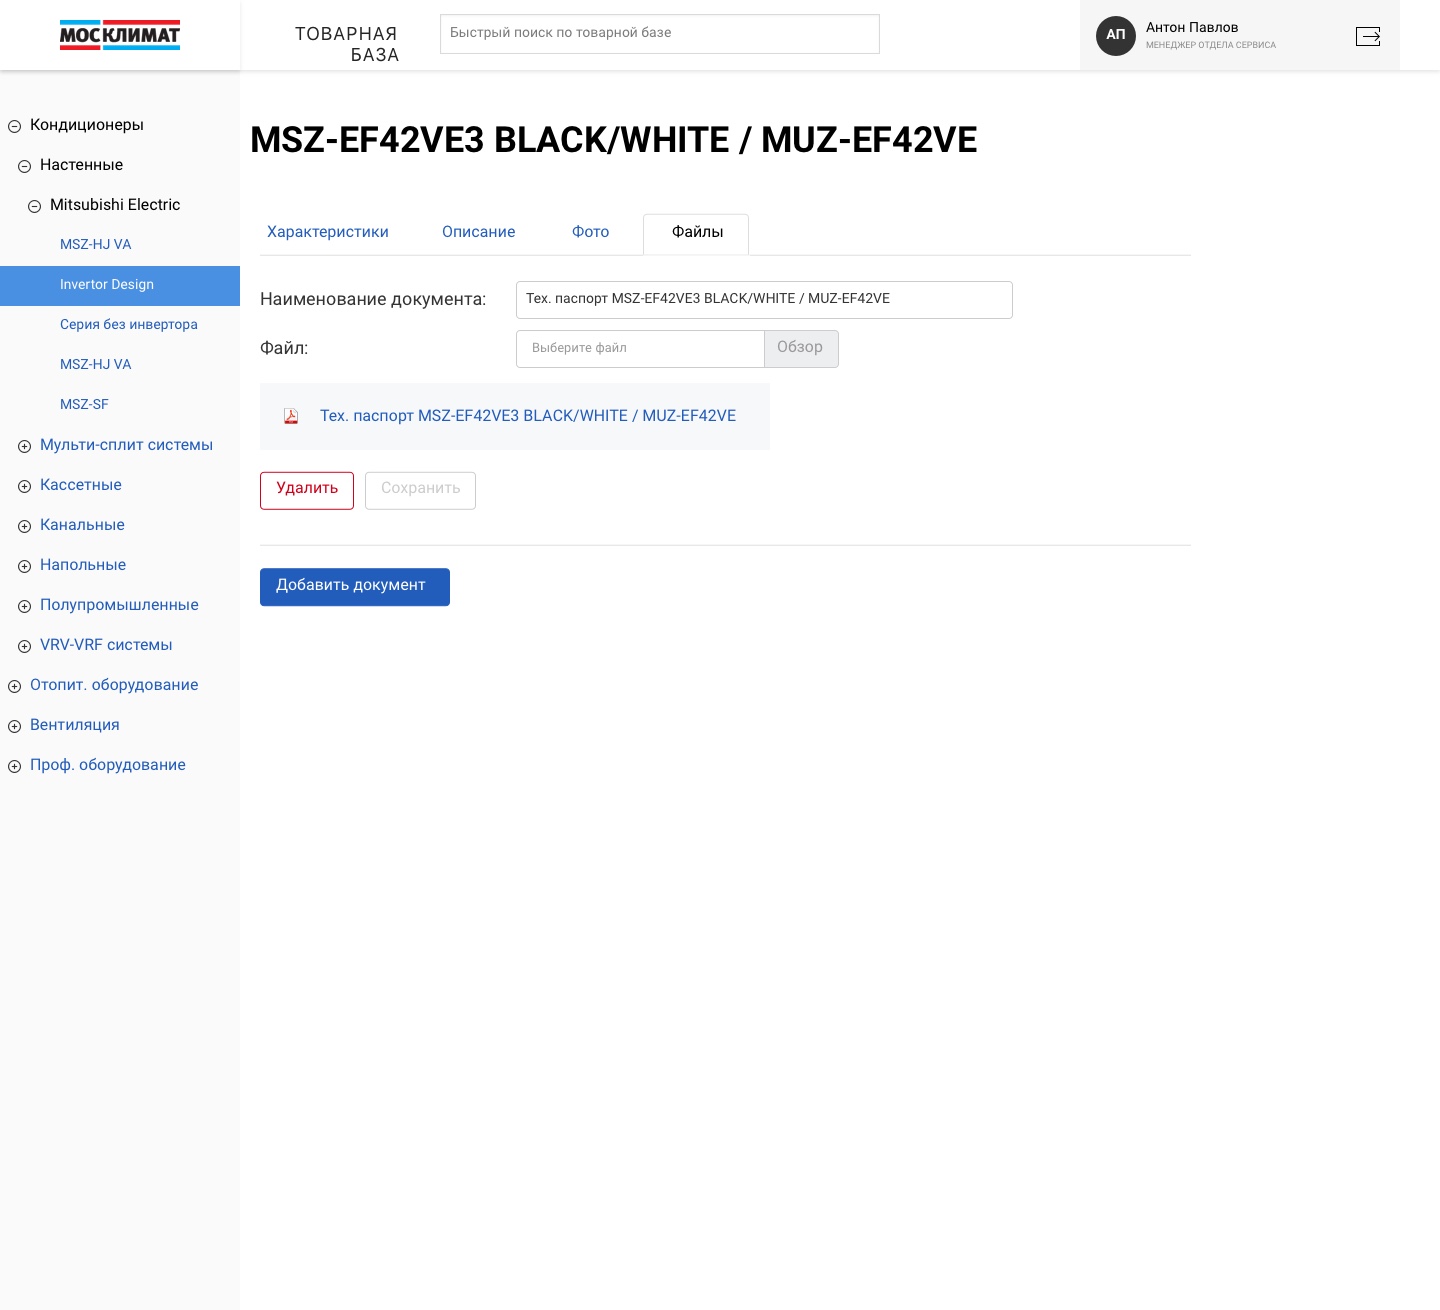 МОСКЛИМАТ
ТОВАРНАЯ
БАЗА
Быстрый поиск по товарной базе
АП
Антон Павлов
МЕНЕДЖЕР ОТДЕЛА СЕРВИСА
Кондиционеры
Настенные
Mitsubishi Electric
MSZ-HJ VA
Invertor Design
Серия без инвертора
MSZ-HJ VA
MSZ-SF
Мульти-сплит системы
Кассетные
Канальные
Напольные
Полупромышленные
VRV-VRF системы
Отопит. оборудование
Вентиляция
Проф. оборудование
MSZ-EF42VE3 BLACK/WHITE / MUZ-EF42VE
Характеристики Описание Фото Файлы
Наименование документа: Тех. паспорт MSZ-EF42VE3 BLACK/WHITE / MUZ-EF42VE
Файл: Выберите файл Обзор
Тех. паспорт MSZ-EF42VE3 BLACK/WHITE / MUZ-EF42VE
Удалить Сохранить
Добавить документ